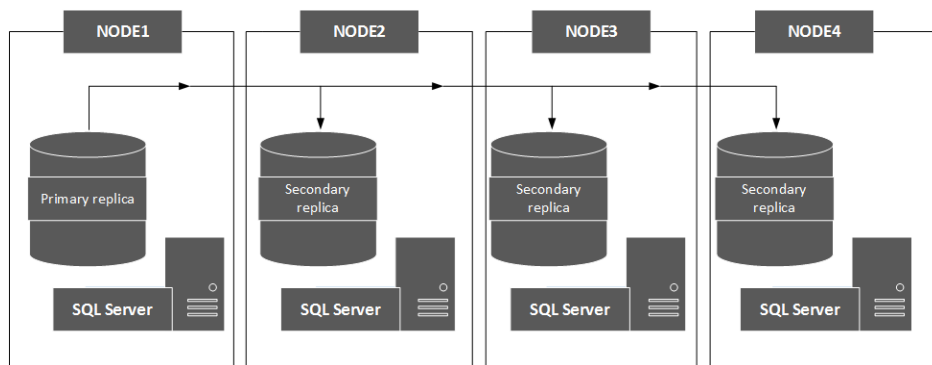 NODE1
NODE2
NODE3
NODE4
Primary replica
Secondary
replica
Secondary
replica
Secondary
replica
SQL Server
SQL Server
SQL Server
SQL Server